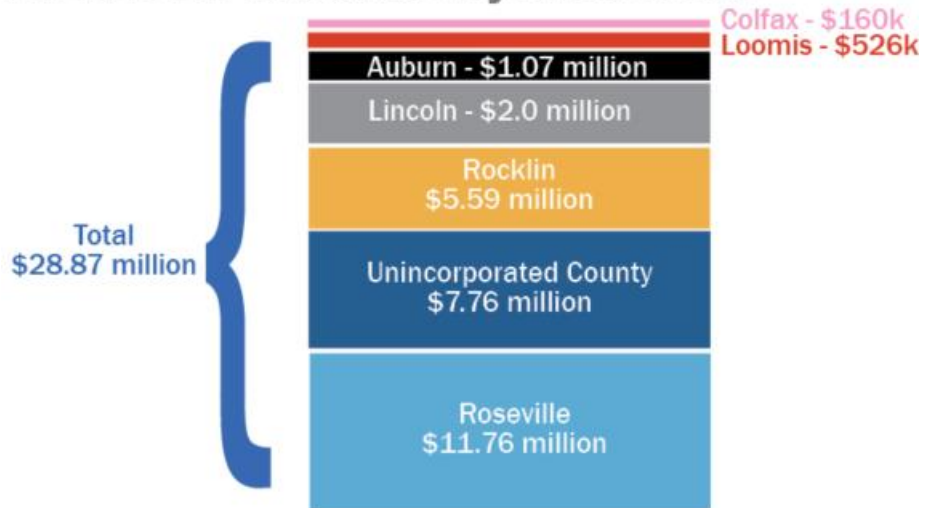 Colfax - $160k
Loomis - $526k
Auburn - $1.07 million
Lincoln - $2.0 million
Rocklin
$5.59 million
Total
$28.87 million
Unincorporated County
$7.76 million
Roseville
$11.76 million